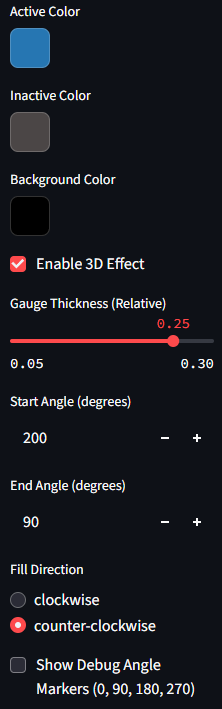 Active Color
Inactive Color
Background Color
Enable 3D Effect
Gauge Thickness (Relative)
0.25
0.05 0.30
Start Angle (degrees)
200 − +
End Angle (degrees)
90 − +
Fill Direction
clockwise
counter-clockwise
Show Debug Angle
Markers (0, 90, 180, 270)